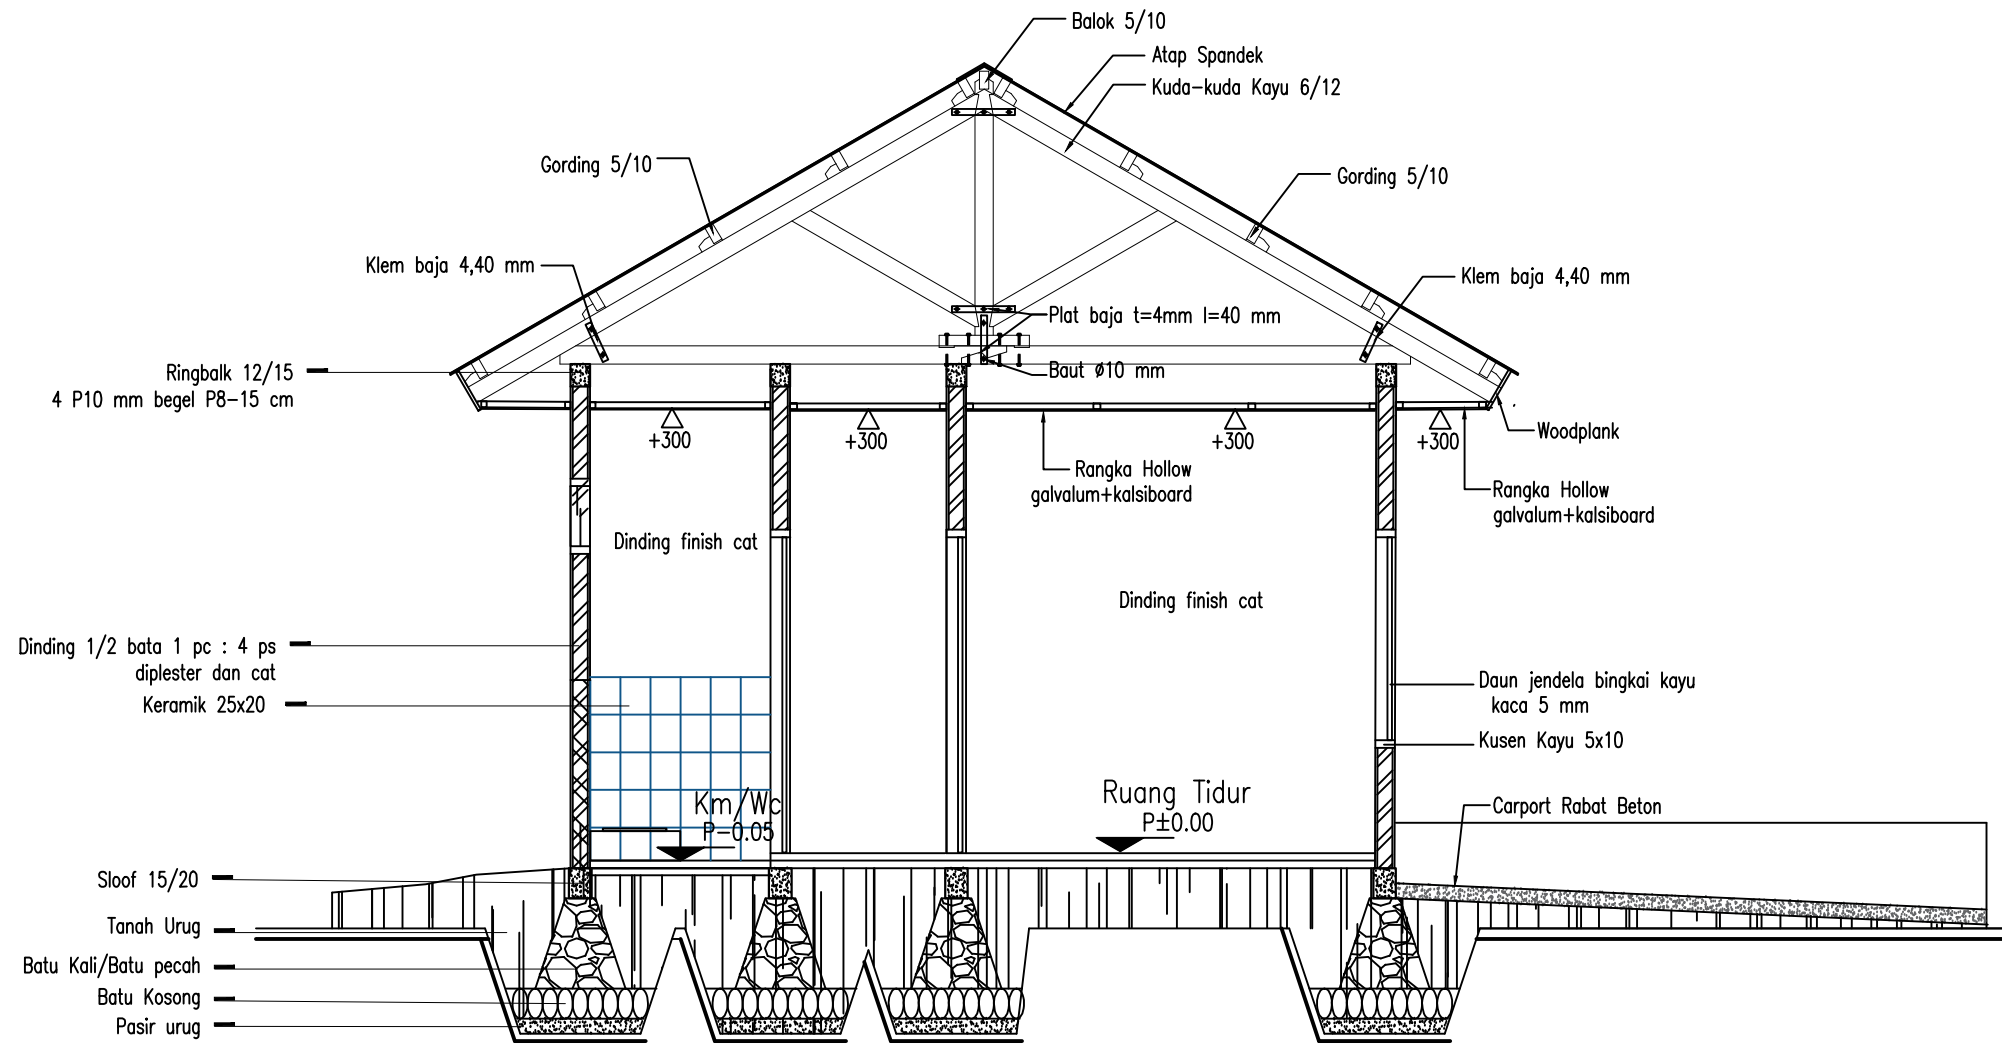 Balok 5/10
Atap Spandek
Kuda-kuda Kayu 6/12
Gording 5/10
Gording 5/10
Klem baja 4,40 mm
Klem baja 4,40 mm
Plat baja t=4mm l=40 mm
Baut ø10 mm
Ringbalk 12/15
4 P10 mm begel P8-15 cm
+300
+300
+300
+300
Woodplank
Rangka Hollow
galvalum+kalsiboard
Rangka Hollow
galvalum+kalsiboard
Dinding finish cat
Dinding finish cat
Dinding 1/2 bata 1 pc : 4 ps
diplester dan cat
Keramik 25x20
Daun jendela bingkai kayu
kaca 5 mm
Kusen Kayu 5x10
Km/Wc
P-0.05
Ruang Tidur
P±0.00
Carport Rabat Beton
Sloof 15/20
Tanah Urug
Batu Kali/Batu pecah
Batu Kosong
Pasir urug